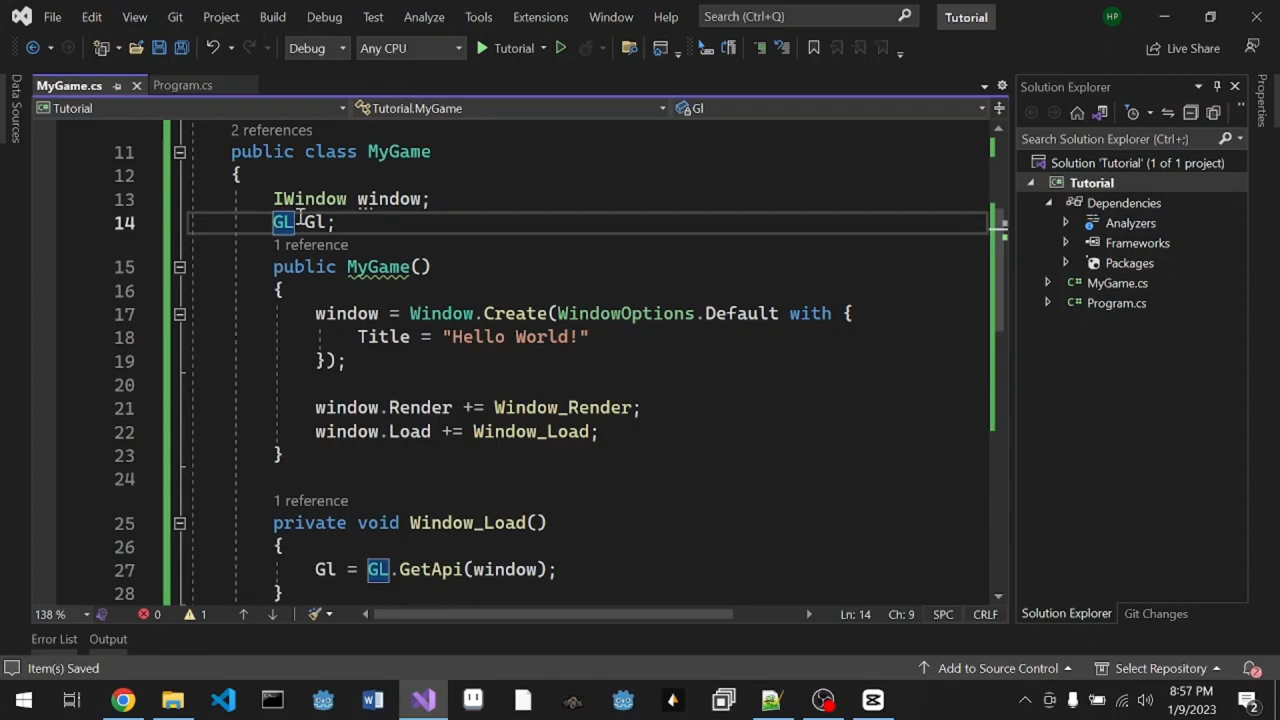 File Edit View Git Project Build Debug Test Analyze Tools Extensions Window Help Search (Ctrl+Q) Tutorial HP
Debug Any CPU Tutorial Live Share
Data Sources
MyGame.cs Program.cs
Tutorial Tutorial.MyGame Gl
2 references
11 public class MyGame
12 {
13 IWindow window;
14 GL Gl;
1 reference
15 public MyGame()
16 {
17 window = Window.Create(WindowOptions.Default with {
18 Title = "Hello World!"
19 });
20
21 window.Render += Window_Render;
22 window.Load += Window_Load;
23 }
24
1 reference
25 private void Window_Load()
26 {
27 Gl = GL.GetApi(window);
28 }
138 % 0 1 Ln: 14 Ch: 9 SPC CRLF
Solution Explorer
Search Solution Explorer (Ctrl+;)
Solution 'Tutorial' (1 of 1 project)
Tutorial
Dependencies
Analyzers
Frameworks
Packages
MyGame.cs
Program.cs
Solution Explorer Git Changes
Properties
Error List Output
Item(s) Saved Add to Source Control Select Repository 2
8:57 PM
1/9/2023
2